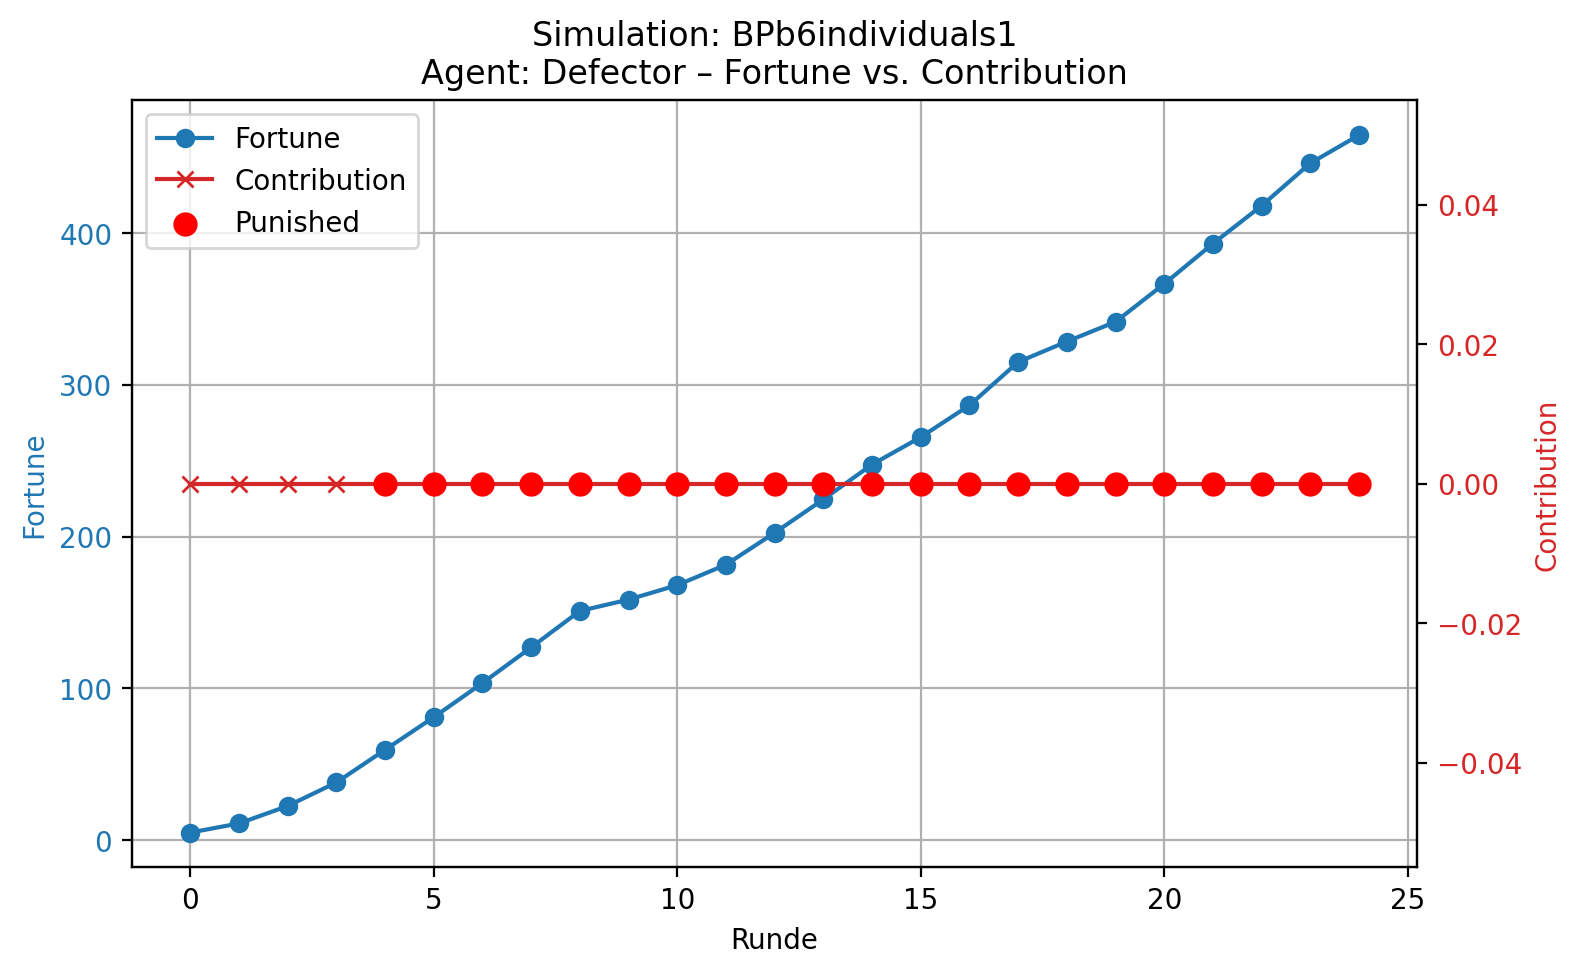 Simulation: BPb6individuals1
Agent: Defector – Fortune vs. Contribution
Fortune
Contribution
Punished
400
300
200
100
0
Fortune
0.04
0.02
0.00
−0.02
−0.04
Contribution
0 5 10 15 20 25
Runde